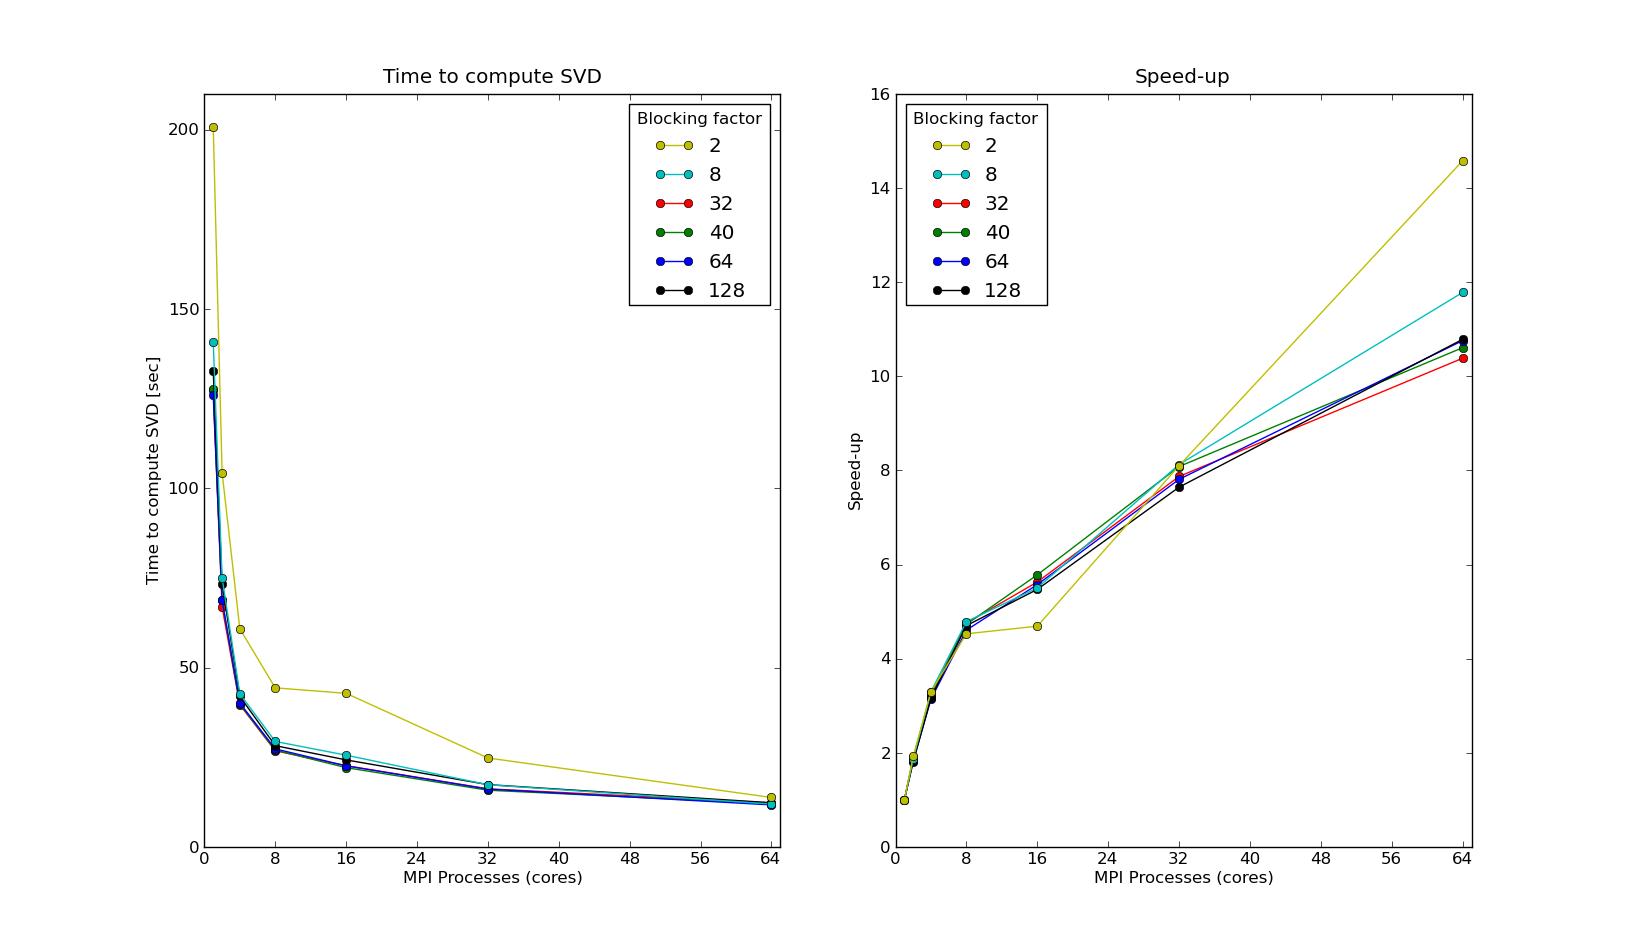 Time to compute SVD
Time to compute SVD [sec]
200
150
100
50
0
Blocking factor
2
8
32
40
64
128
0 8 16 24 32 40 48 56 64
MPI Processes (cores)
Speed-up
Speed-up
16
14
12
10
8
6
4
2
0
Blocking factor
2
8
32
40
64
128
0 8 16 24 32 40 48 56 64
MPI Processes (cores)